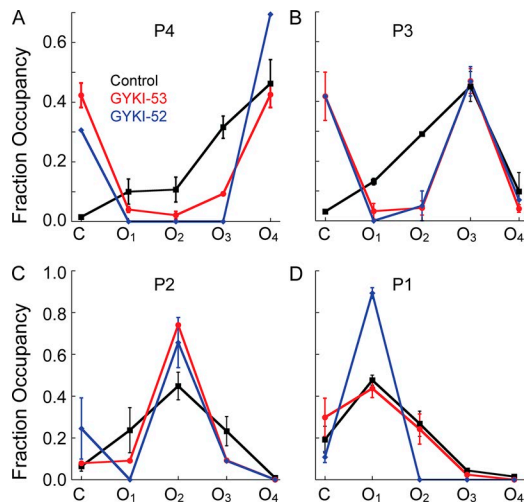 A P4
B P3
Control
GYKI-53
GYKI-52
Fraction Occupancy
0.6
0.4
0.2
0.0
C O₁ O₂ O₃ O₄
C O₁ O₂ O₃ O₄
C P2
D P1
Fraction Occupancy
1.0
0.8
0.6
0.4
0.2
0
C O₁ O₂ O₃ O₄
C O₁ O₂ O₃ O₄